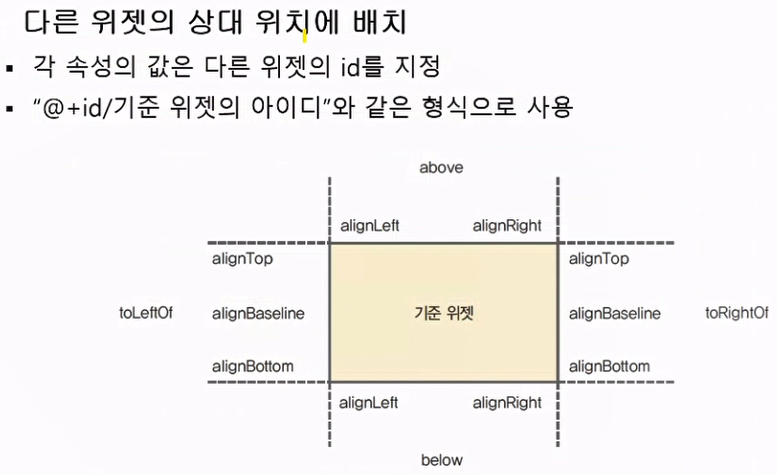 다른 위젯의 상대 위치에 배치
▪ 각 속성의 값은 다른 위젯의 id를 지정
▪ “@+id/기준 위젯의 아이디”와 같은 형식으로 사용
above
alignLeft alignRight
alignTop alignTop
toLeftOf alignBaseline 기준 위젯 alignBaseline toRightOf
alignBottom alignBottom
alignLeft alignRight
below